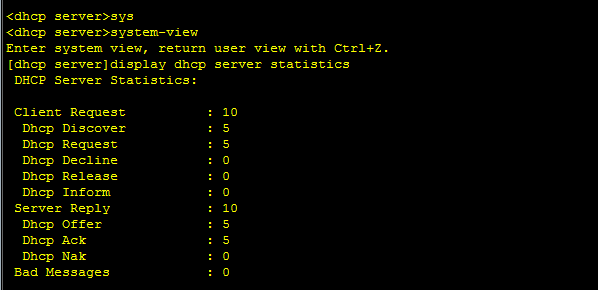 <dhcp server>sys
<dhcp server>system-view
Enter system view, return user view with Ctrl+Z.
[dhcp server]display dhcp server statistics
DHCP Server Statistics:
Client Request : 10
Dhcp Discover : 5
Dhcp Request : 5
Dhcp Decline : 0
Dhcp Release : 0
Dhcp Inform : 0
Server Reply : 10
Dhcp Offer : 5
Dhcp Ack : 5
Dhcp Nak : 0
Bad Messages : 0